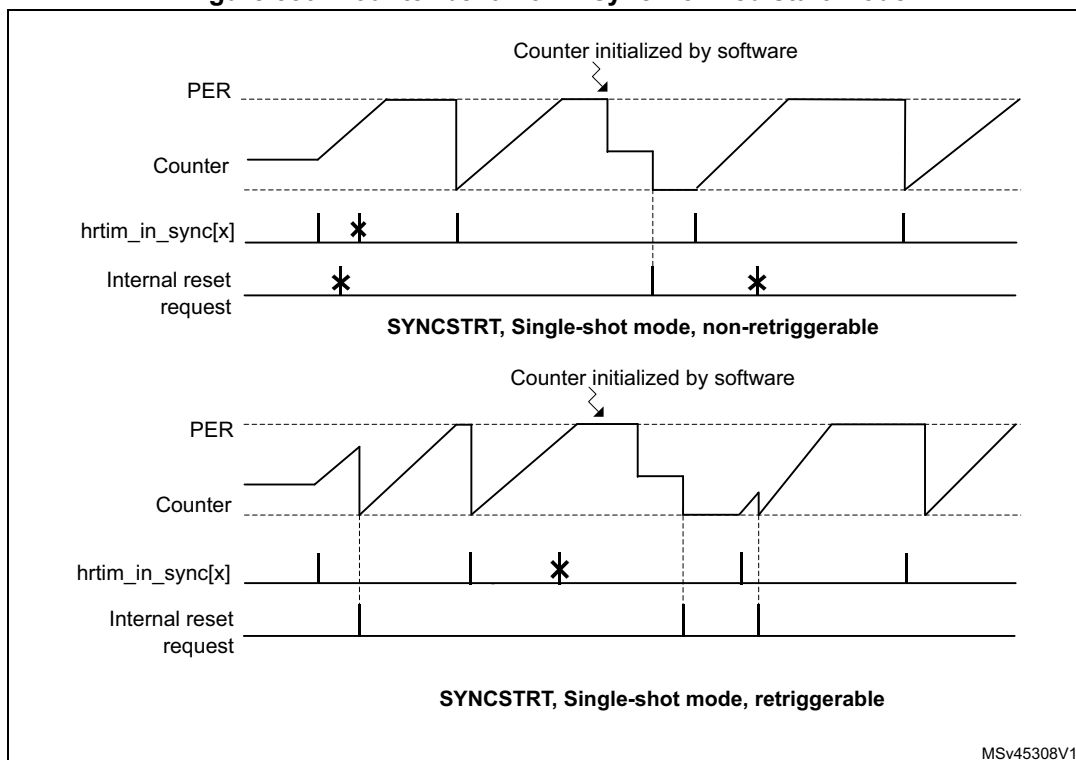 Counter initialized by software
PER
Counter
hrtim_in_sync[x]
Internal reset
request
SYNCSTRT, Single-shot mode, non-retriggerable
Counter initialized by software
PER
Counter
hrtim_in_sync[x]
Internal reset
request
SYNCSTRT, Single-shot mode, retriggerable
MSv45308V1